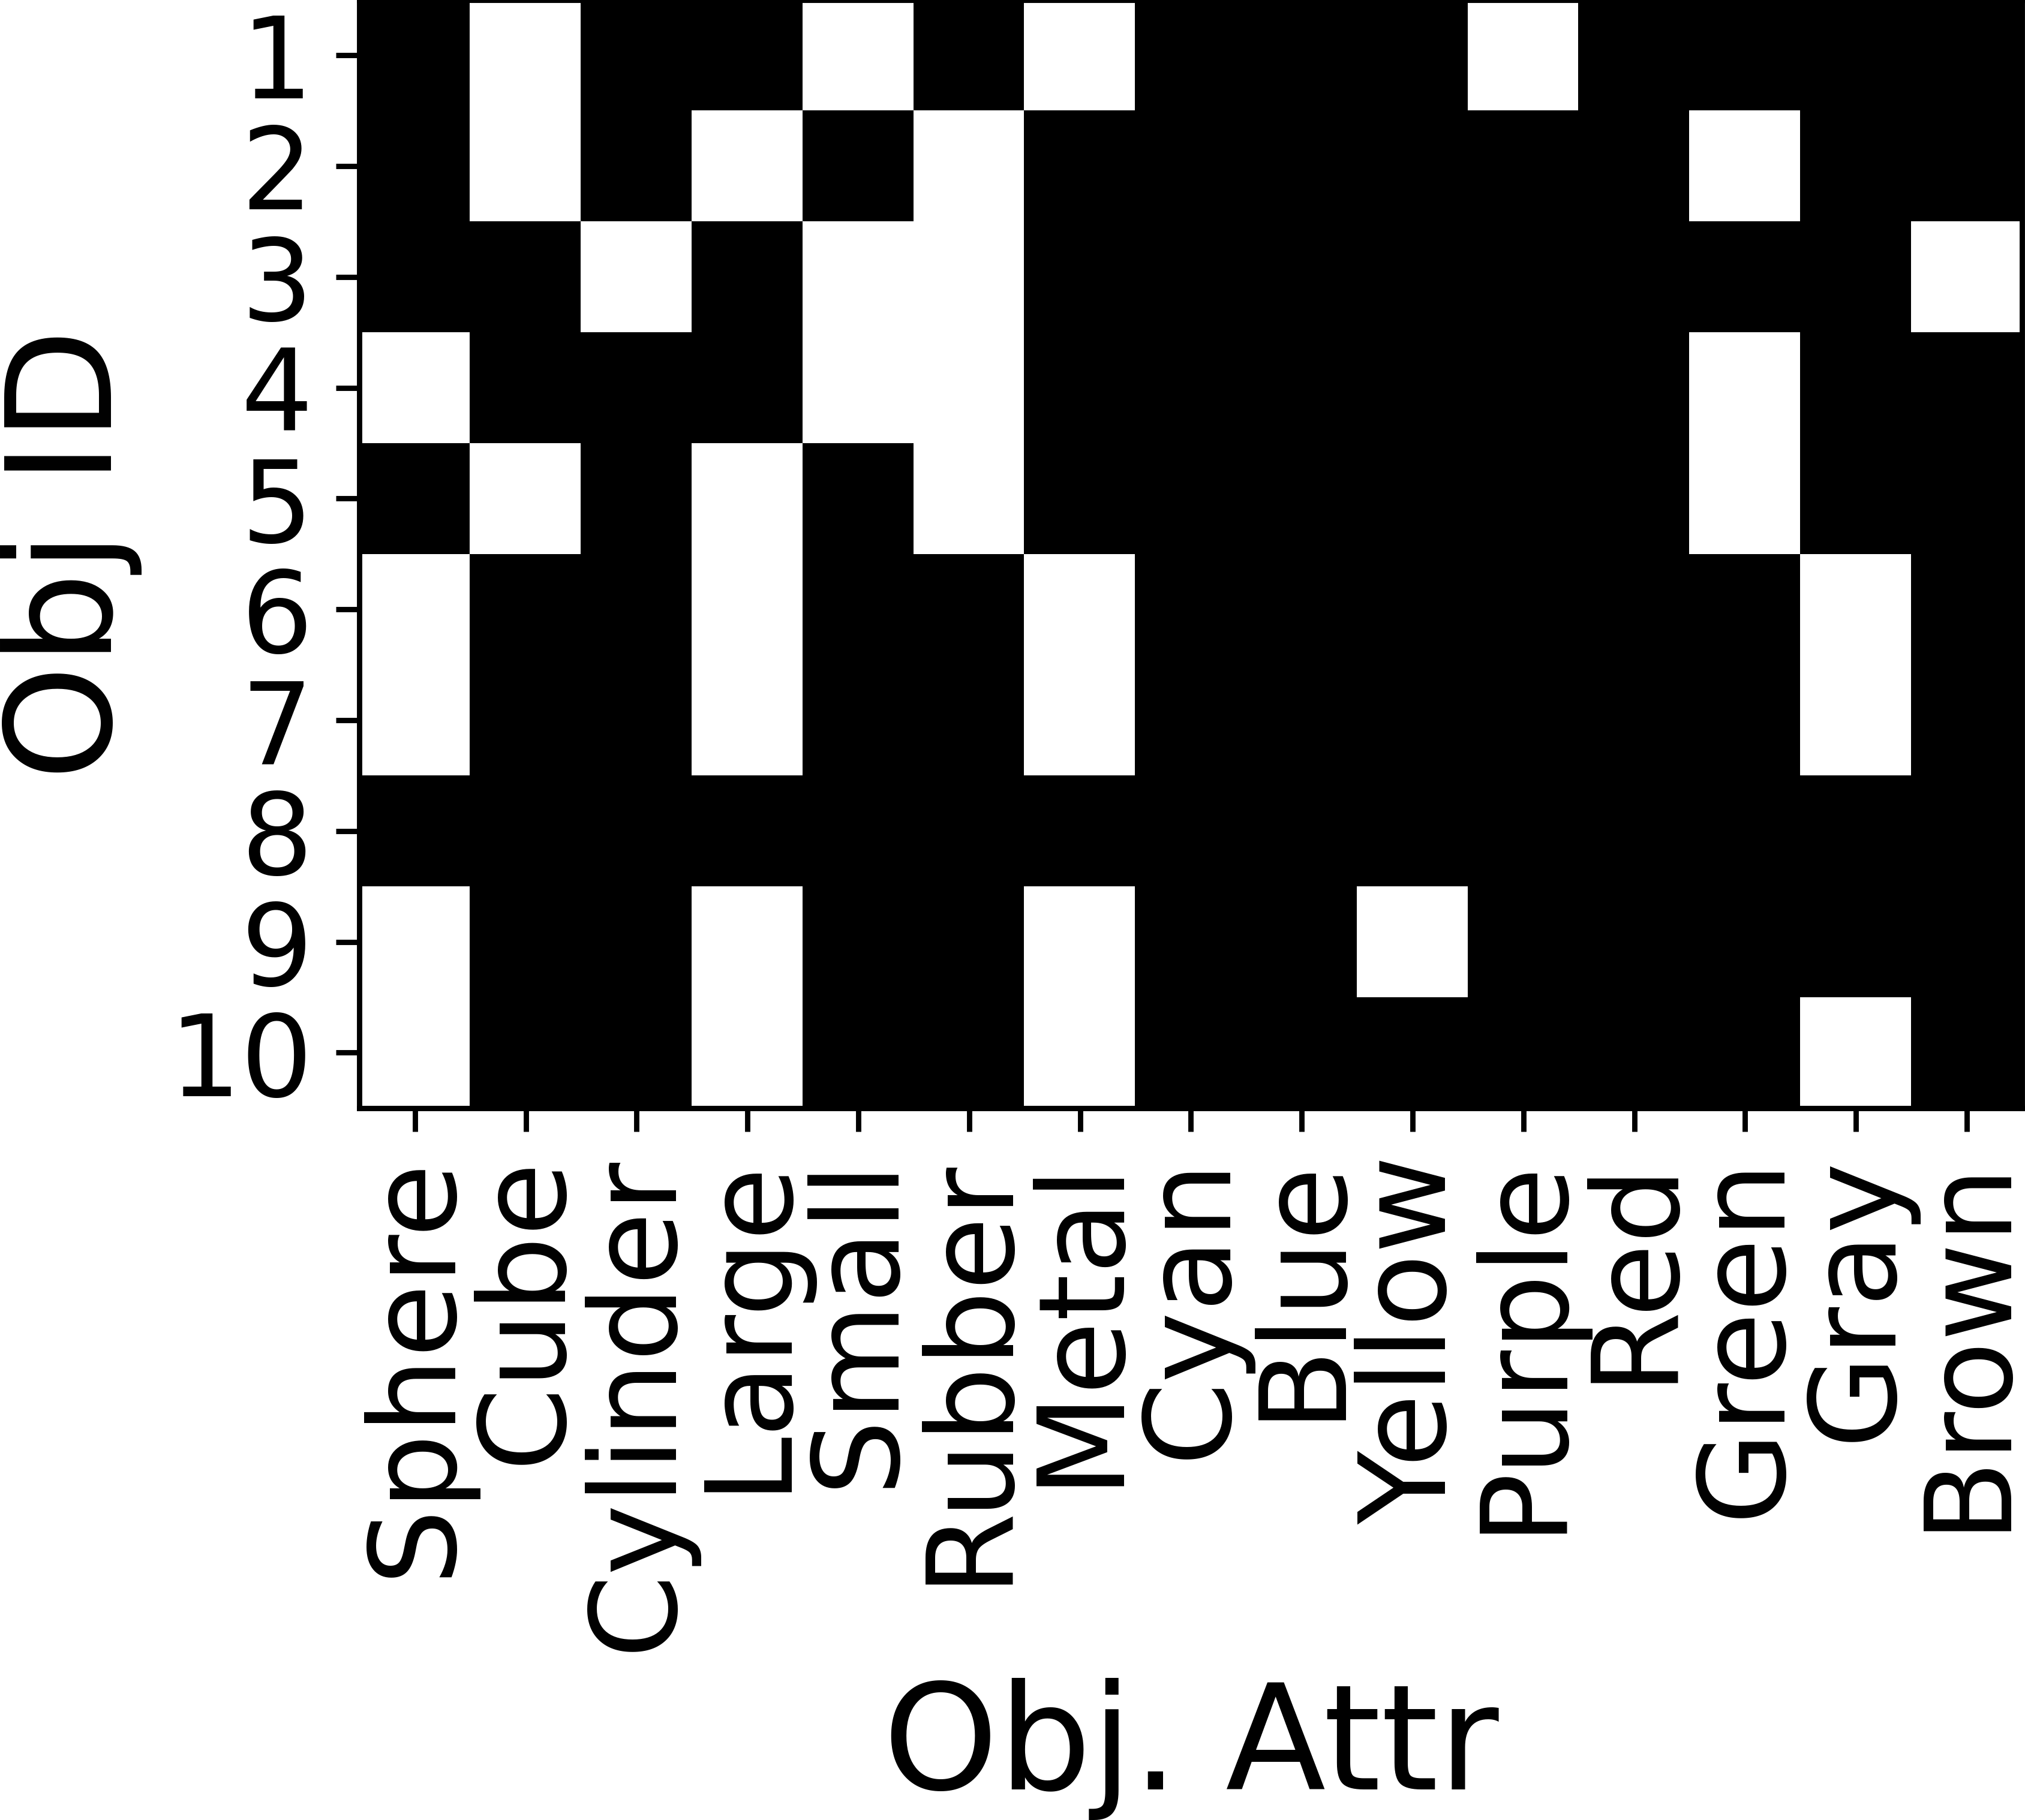 Obj ID
1
2
3
4
5
6
7
8
9
10
Sphere
Cube
Cylinder
Large
Small
Rubber
Metal
Cyan
Blue
Yellow
Purple
Red
Green
Gray
Brown
Obj. Attr